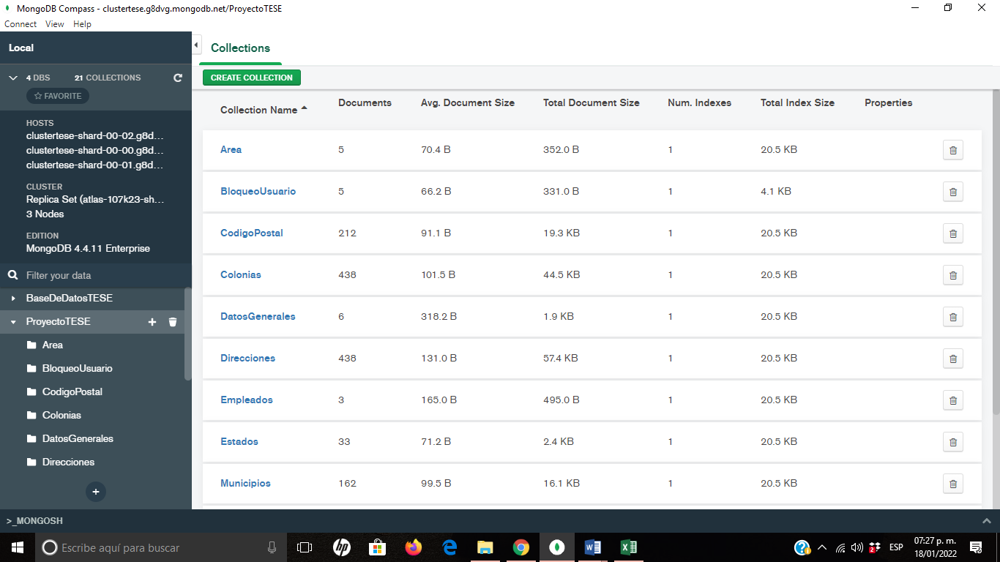 MongoDB Compass - clustertese.g8dvg.mongodb.net/ProyectoTESE
Connect View Help
Local
4 DBS 21 COLLECTIONS
FAVORITE
HOSTS
clustertese-shard-00-02.g8d...
clustertese-shard-00-00.g8d...
clustertese-shard-00-01.g8d...
CLUSTER
Replica Set (atlas-107k23-sh...
3 Nodes
EDITION
MongoDB 4.4.11 Enterprise
Filter your data
BaseDeDatosTESE
ProyectoTESE
Area
BloqueoUsuario
CodigoPostal
Colonias
DatosGenerales
Direcciones
+
Collections
CREATE COLLECTION
Collection Name Documents Avg. Document Size Total Document Size Num. Indexes Total Index Size Properties
Area 5 70.4 B 352.0 B 1 20.5 KB
BloqueoUsuario 5 66.2 B 331.0 B 1 4.1 KB
CodigoPostal 212 91.1 B 19.3 KB 1 20.5 KB
Colonias 438 101.5 B 44.5 KB 1 20.5 KB
DatosGenerales 6 318.2 B 1.9 KB 1 20.5 KB
Direcciones 438 131.0 B 57.4 KB 1 20.5 KB
Empleados 3 165.0 B 495.0 B 1 20.5 KB
Estados 33 71.2 B 2.4 KB 1 20.5 KB
Municipios 162 99.5 B 16.1 KB 1 20.5 KB
>_MONGOSH
Escribe aquí para buscar
hp
ESP
07:27 p. m.
18/01/2022